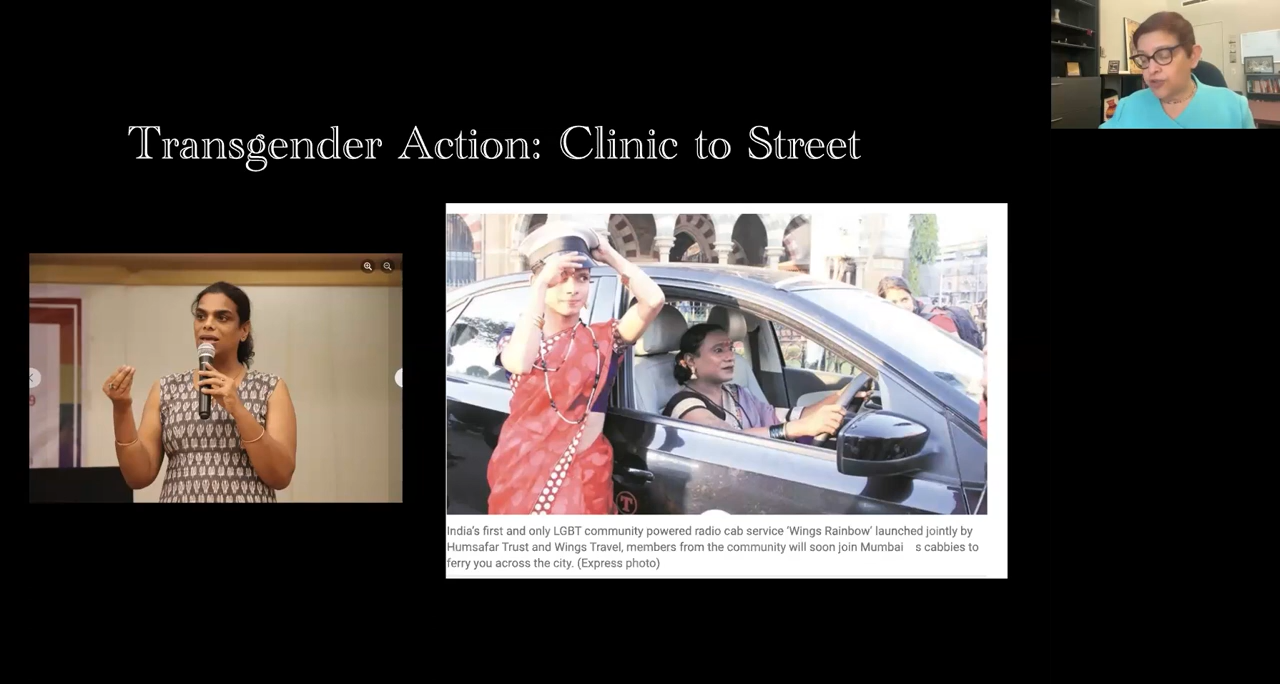 Transgender Action: Clinic to Street
9
T
India's first and only LGBT community powered radio cab service 'Wings Rainbow' launched jointly by
Humsafar Trust and Wings Travel, members from the community will soon join Mumbai s cabbies to
ferry you across the city. (Express photo)